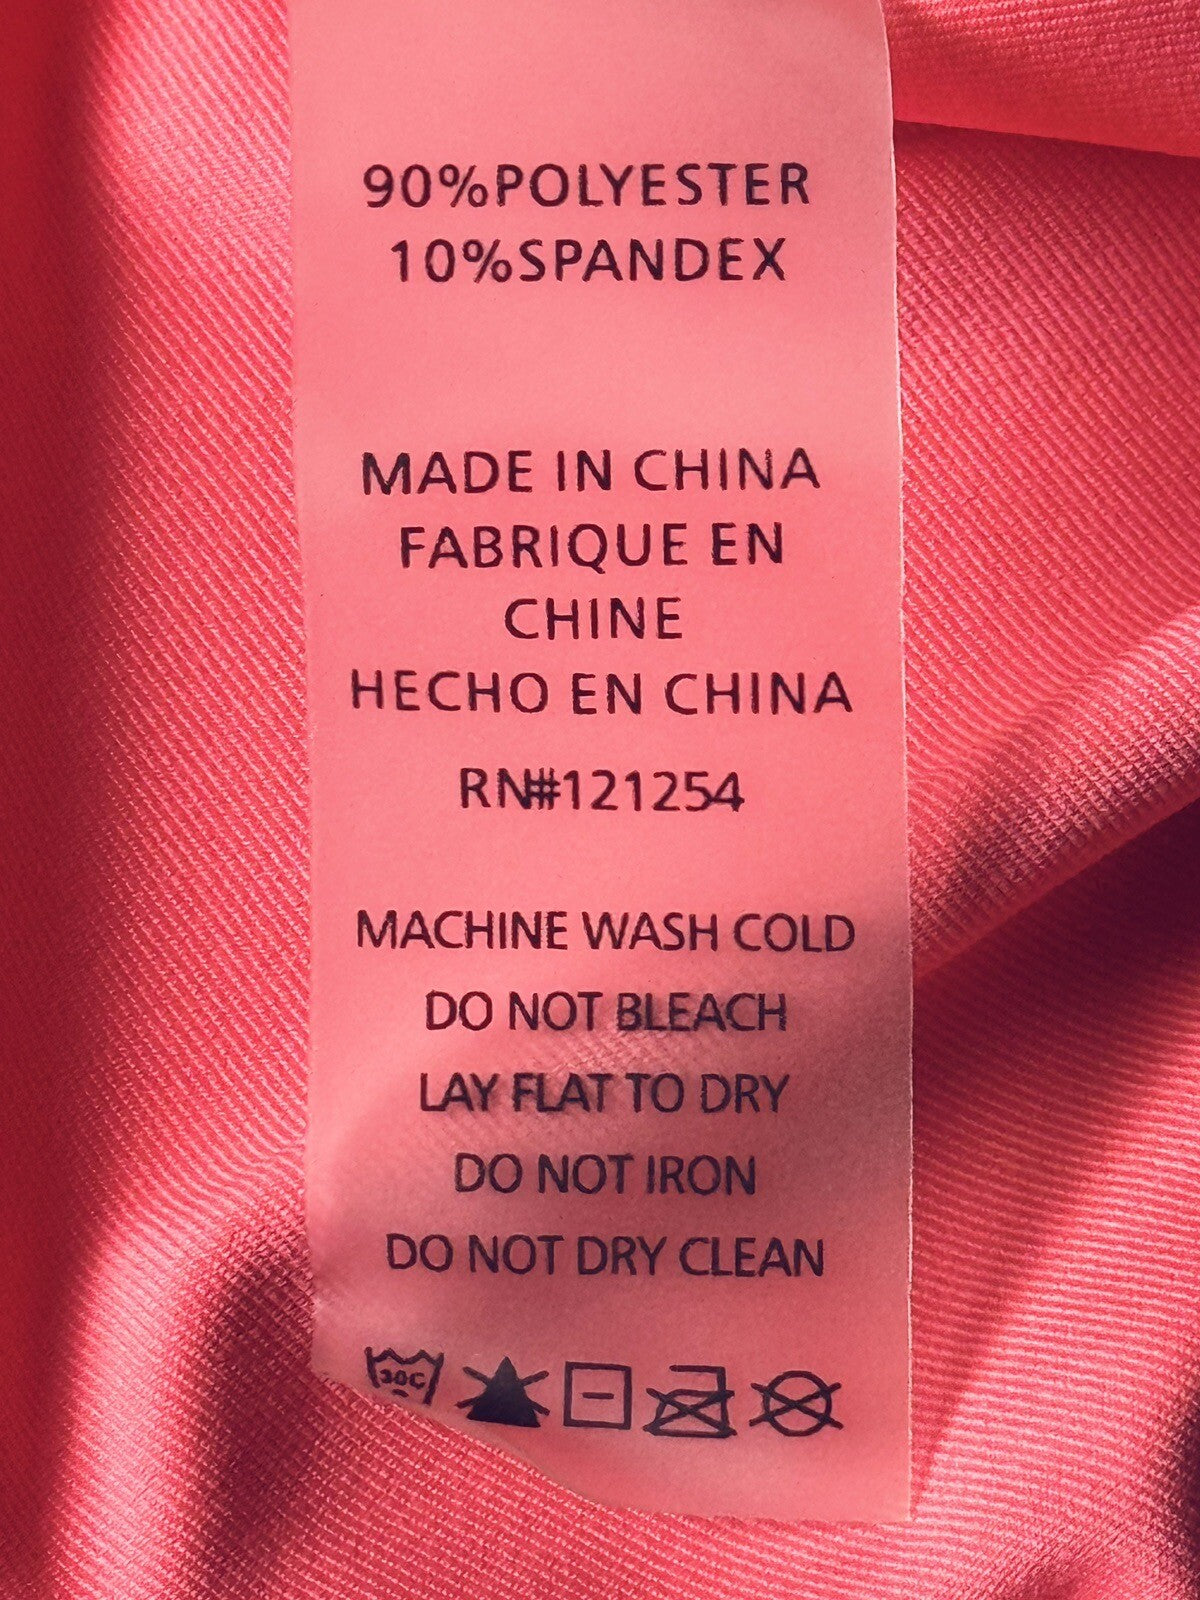 90%POLYESTER
10%SPANDEX
MADE IN CHINA
FABRIQUE EN
CHINE
HECHO EN CHINA
RN#121254
MACHINE WASH COLD
DO NOT BLEACH
LAY FLAT TO DRY
DO NOT IRON
DO NOT DRY CLEAN
30C